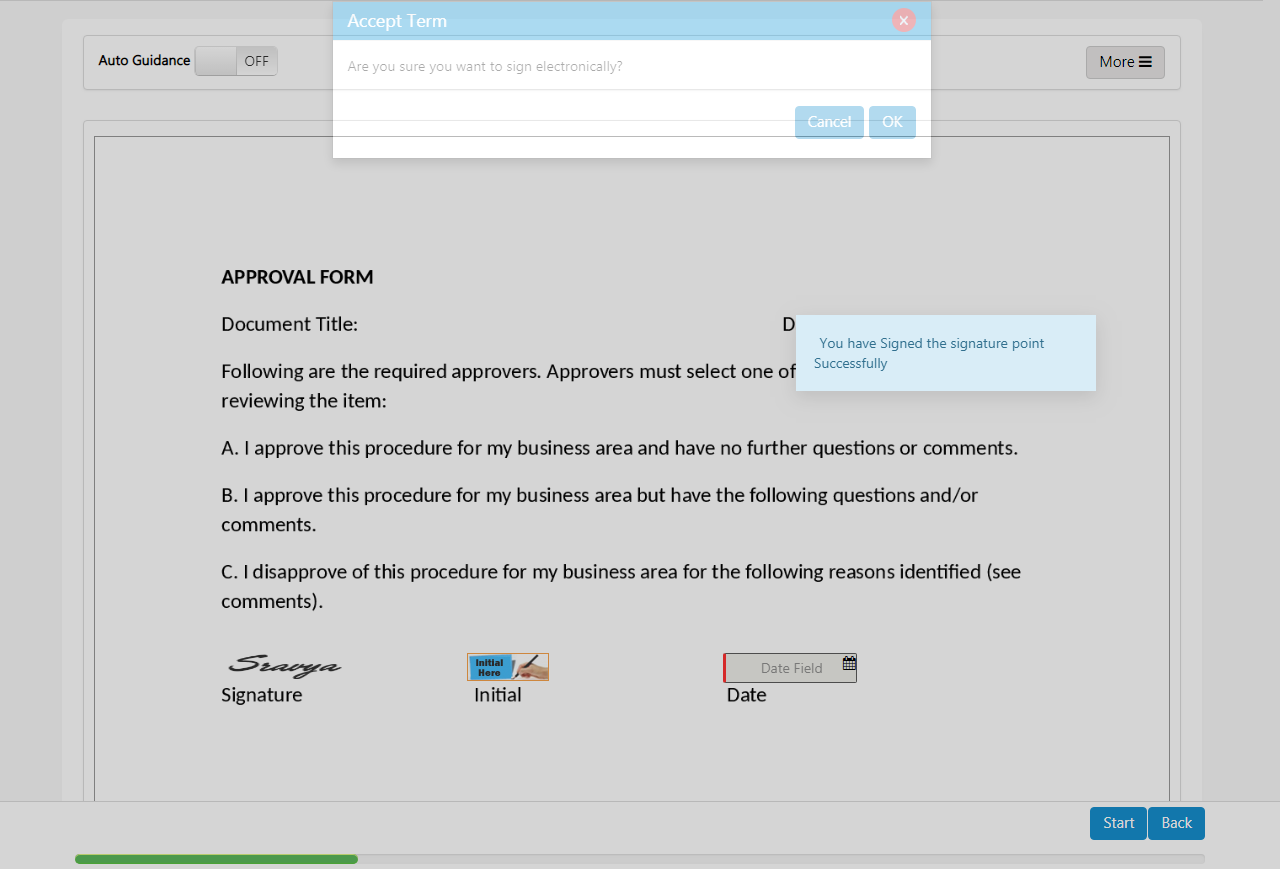 Accept Term
x
Are you sure you want to sign electronically?
Cancel OK
Auto Guidance OFF
More
APPROVAL FORM
Document Title: D
You have Signed the signature point
Successfully
Following are the required approvers. Approvers must select one of
reviewing the item:
A. I approve this procedure for my business area and have no further questions or comments.
B. I approve this procedure for my business area but have the following questions and/or
comments.
C. I disapprove of this procedure for my business area for the following reasons identified (see
comments).
Sravya
Initial
Here
Date Field
Signature Initial Date
Start Back